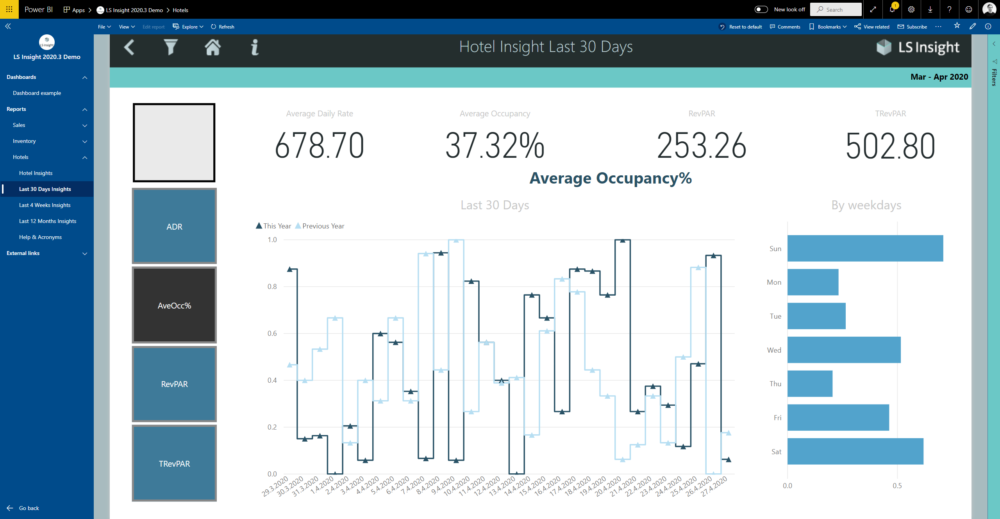 Power BI Apps LS Insight 2020.3 Demo Hotels New look off Search 1
File View Edit report Explore Refresh Reset to default Comments Bookmarks View related Subscribe
LS Insight
LS Insight 2020.3 Demo
Dashboards
Dashboard example
Reports
Sales
Inventory
Hotels
Hotel Insights
Last 30 Days Insights
Last 4 Weeks Insights
Last 12 Months Insights
Help & Acronyms
External links
Go back
Hotel Insight Last 30 Days
LS Insight
Mar - Apr 2020
Filters
ADR
AveOcc%
RevPAR
TRevPAR
Average Daily Rate
678.70
Average Occupancy
37.32%
RevPAR
253.26
TRevPAR
502.80
Average Occupancy%
Last 30 Days
This Year Previous Year
1.0
0.8
0.6
0.4
0.2
0.0
29.3.2020
30.3.2020
31.3.2020
1.4.2020
2.4.2020
3.4.2020
4.4.2020
5.4.2020
6.4.2020
7.4.2020
8.4.2020
9.4.2020
10.4.2020
11.4.2020
12.4.2020
13.4.2020
14.4.2020
15.4.2020
16.4.2020
17.4.2020
18.4.2020
19.4.2020
20.4.2020
21.4.2020
22.4.2020
23.4.2020
24.4.2020
25.4.2020
26.4.2020
27.4.2020
By weekdays
Sun
Mon
Tue
Wed
Thu
Fri
Sat
0.0 0.5